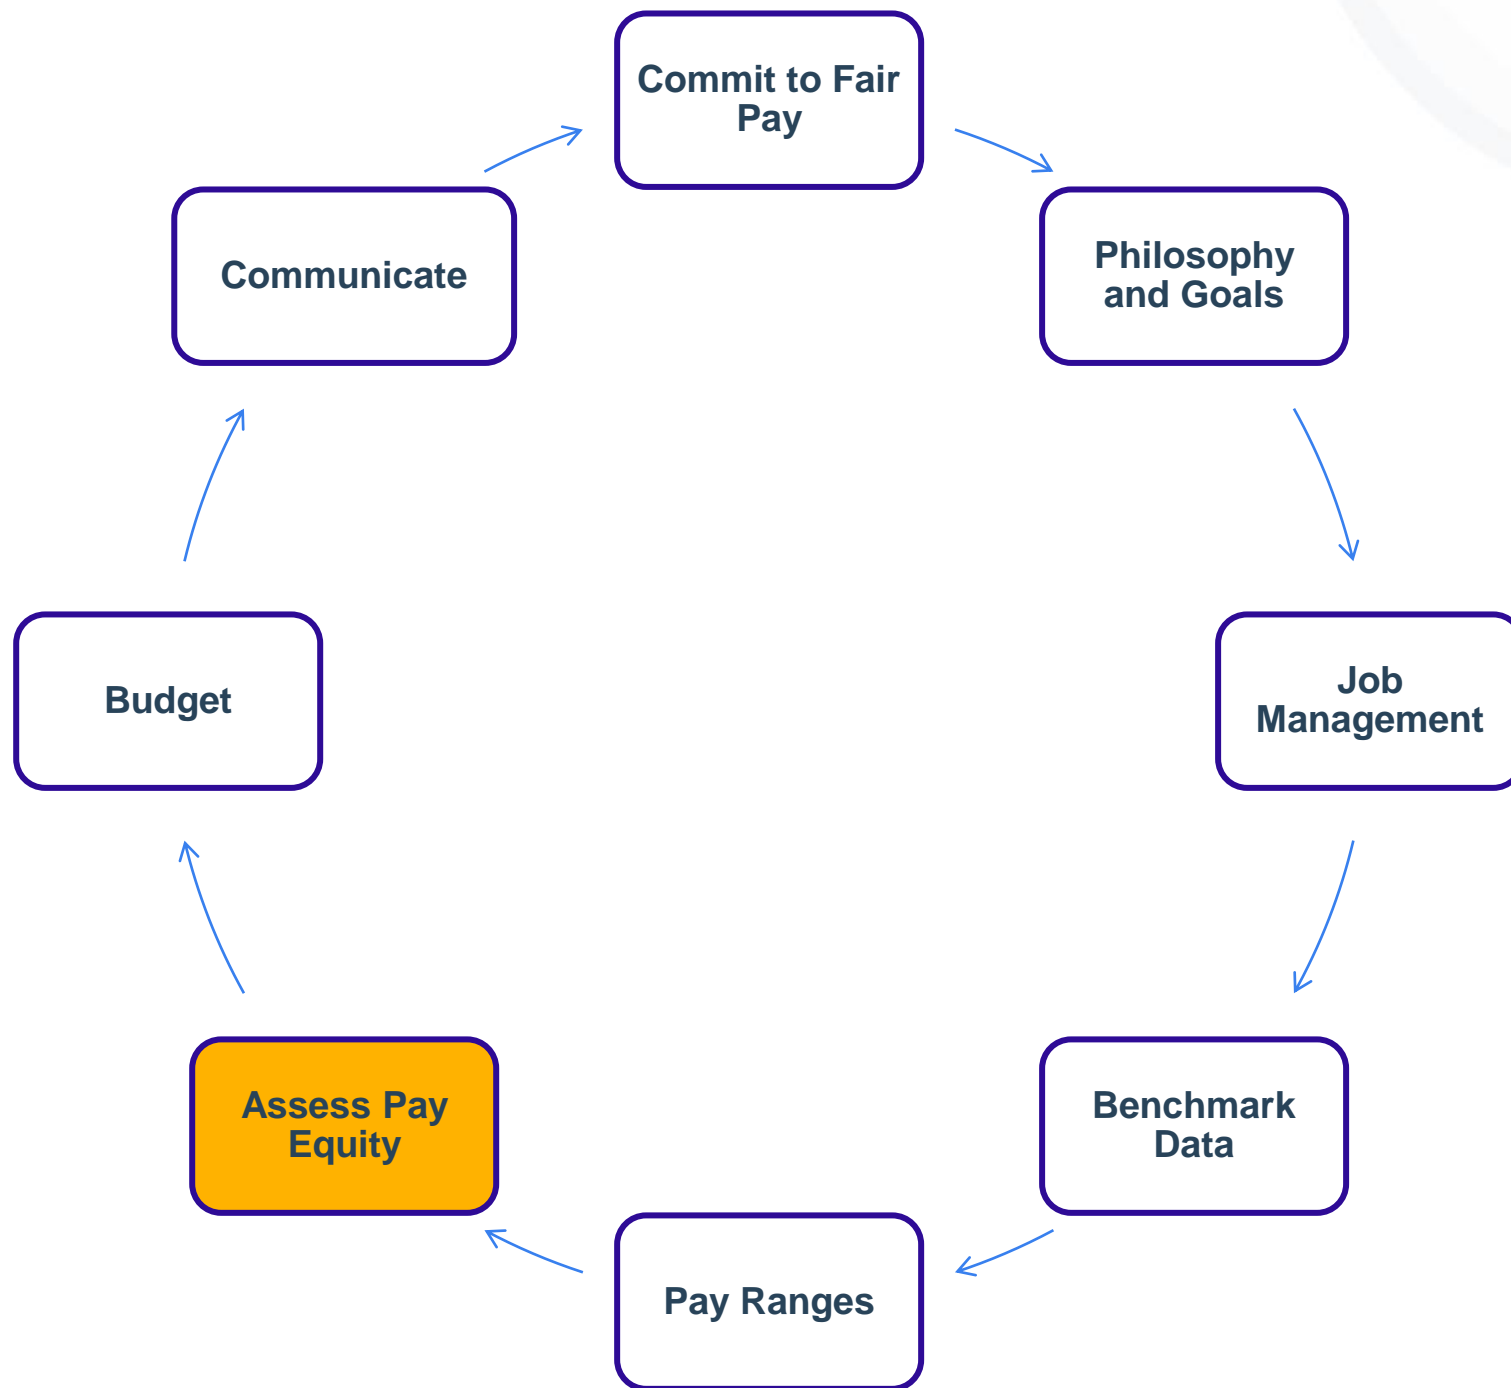 Commit to Fair
Pay
Philosophy
and Goals
Job
Management
Benchmark
Data
Pay Ranges
Assess Pay
Equity
Budget
Communicate